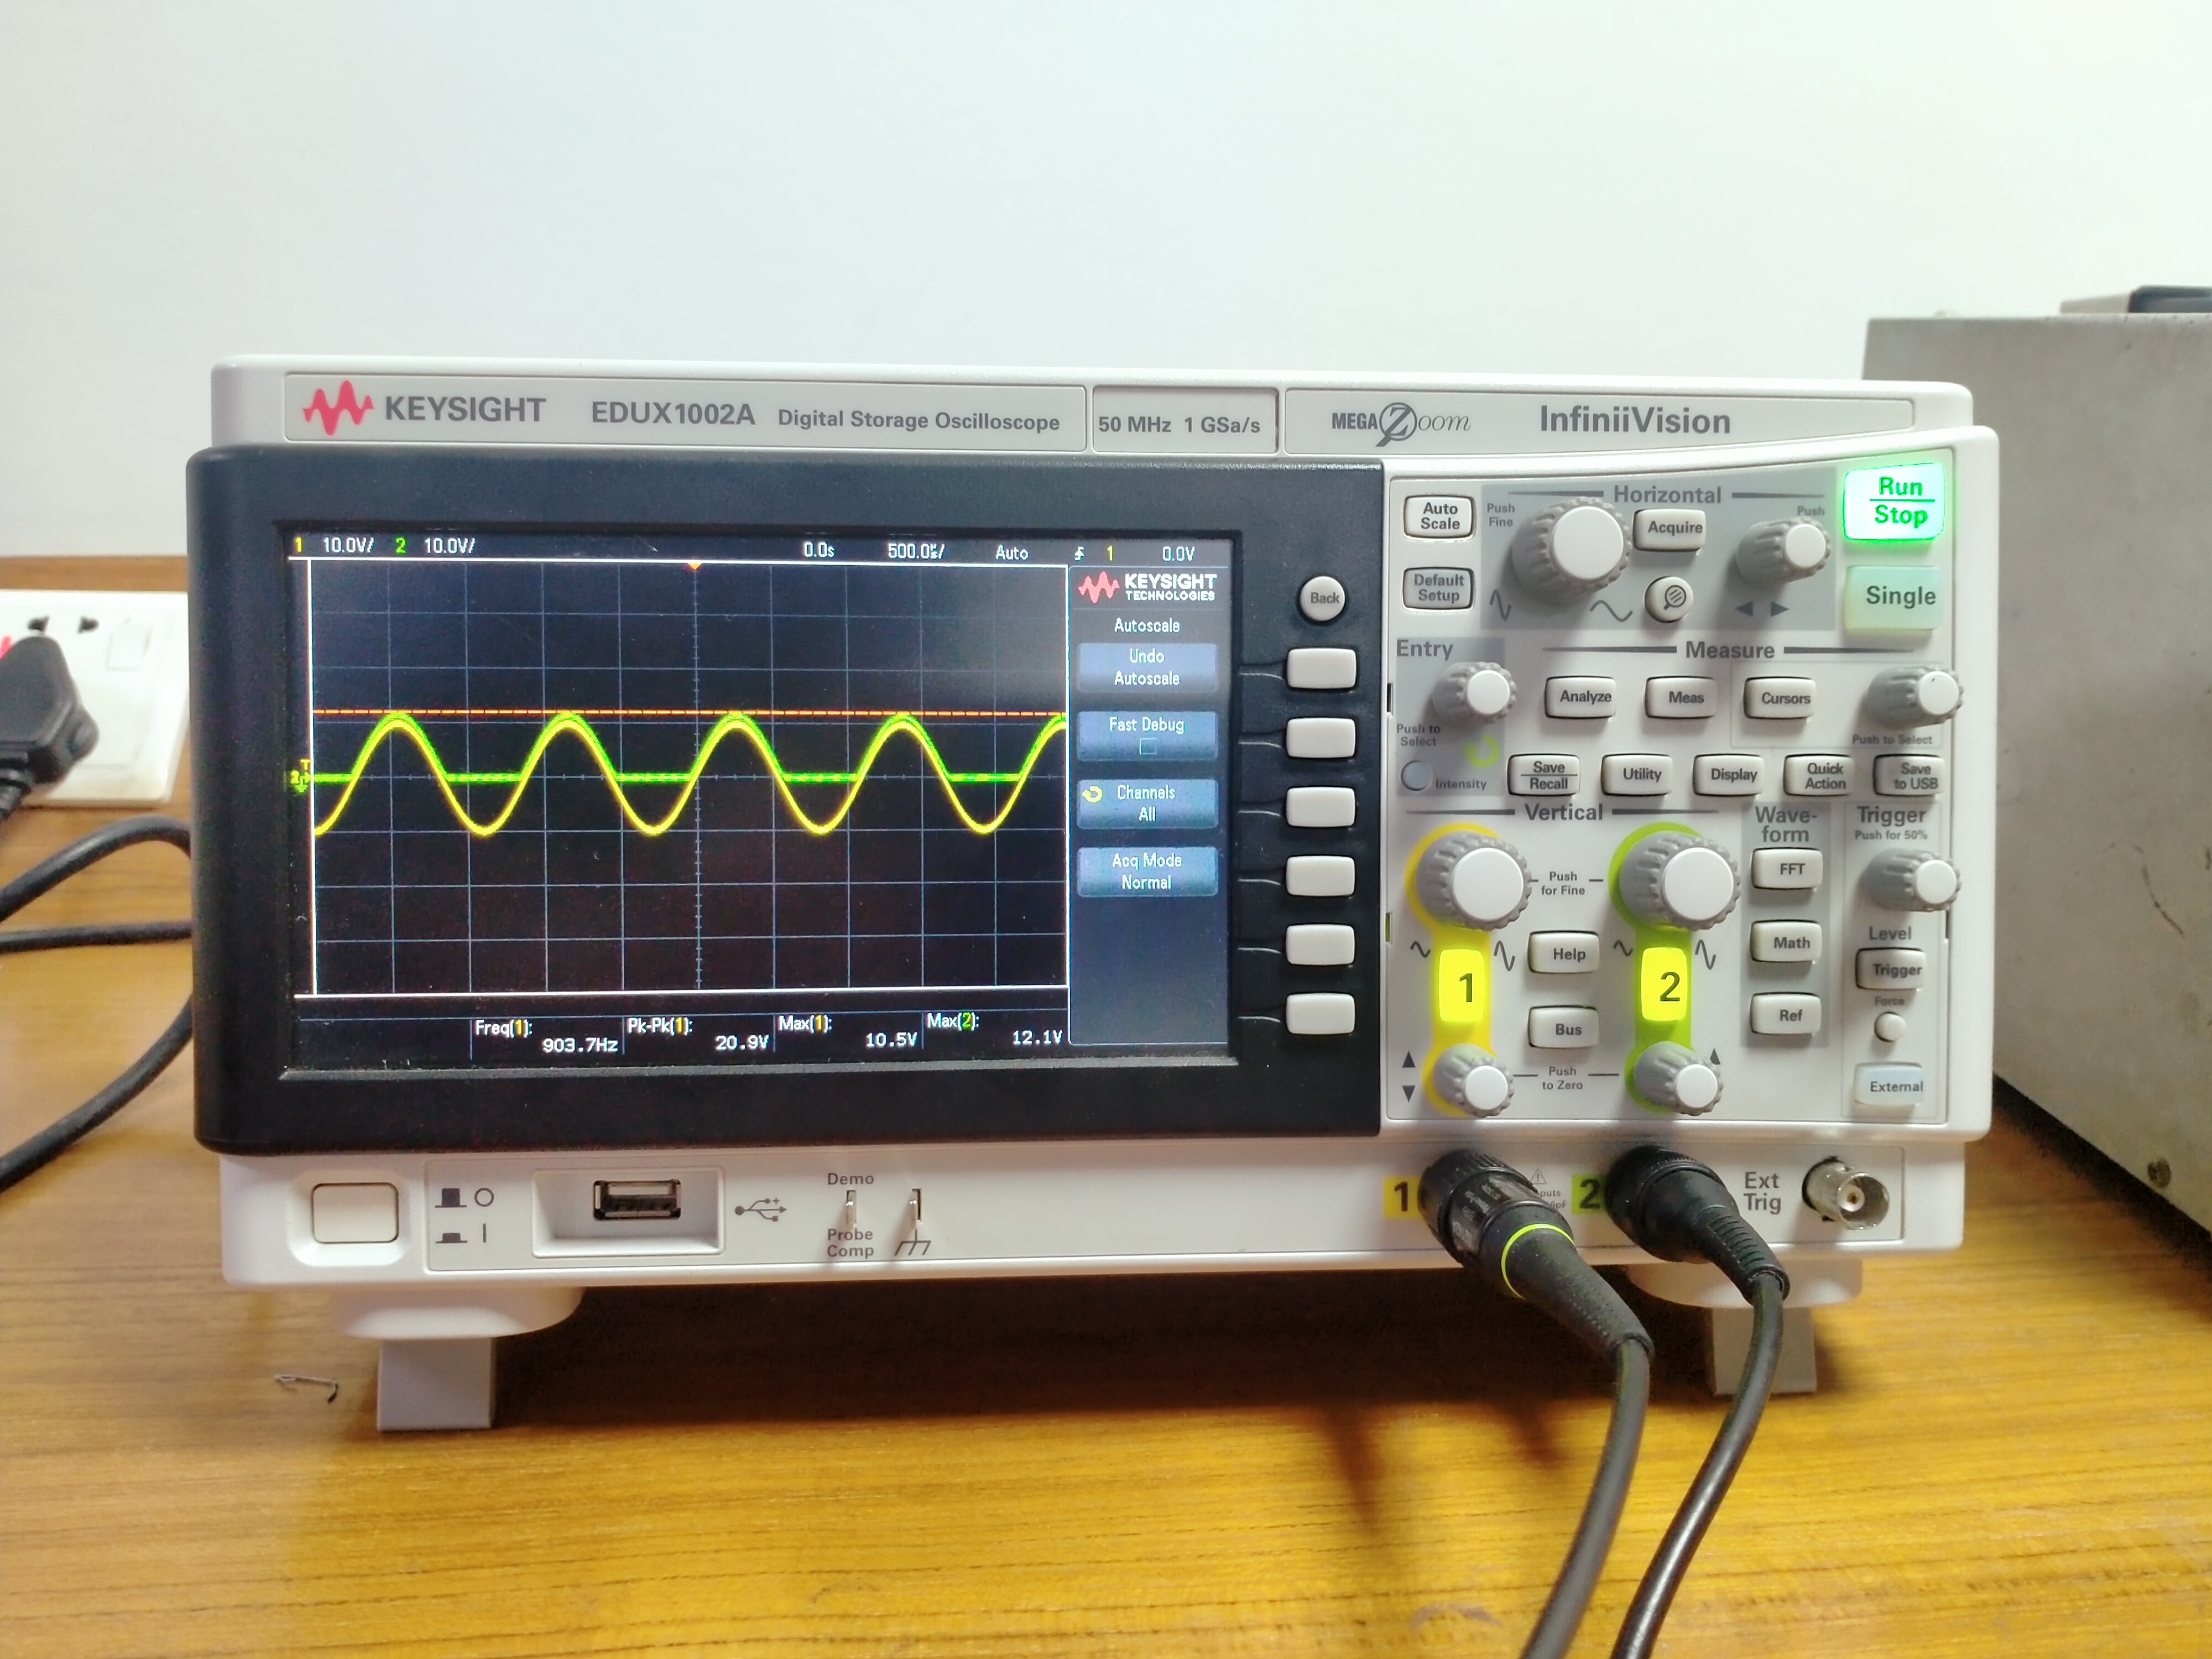 KEYSIGHT EDUX1002A Digital Storage Oscilloscope 50 MHz 1 GSa/s MEGA Zoom InfiniiVision
1 10.0V/ 2 10.0V/ 0.0s 500.0us/ Auto 1 0.0V
KEYSIGHT
TECHNOLOGIES
Autoscale
Undo
Autoscale
Fast Debug
Channels
All
Acq Mode
Normal
T
2
Freq(1):
903.7Hz
Pk-Pk(1):
20.9V
Max(1):
10.5V
Max(2):
12.1V
Back
Auto
Scale
Default
Setup
Horizontal
Push
Fine
Acquire
Push
Run
Stop
Single
Entry
Push to
Select
Intensity
Measure
Analyze
Meas
Cursors
Push to Select
Save
Recall
Utility
Display
Quick
Action
Save
to USB
Vertical
Push
for Fine
1
2
Help
Bus
Push
to Zero
Wave-
form
FFT
Math
Ref
Trigger
Push for 50%
Level
Trigger
Force
External
Demo
Probe
Comp
1
2
Ext
Trig